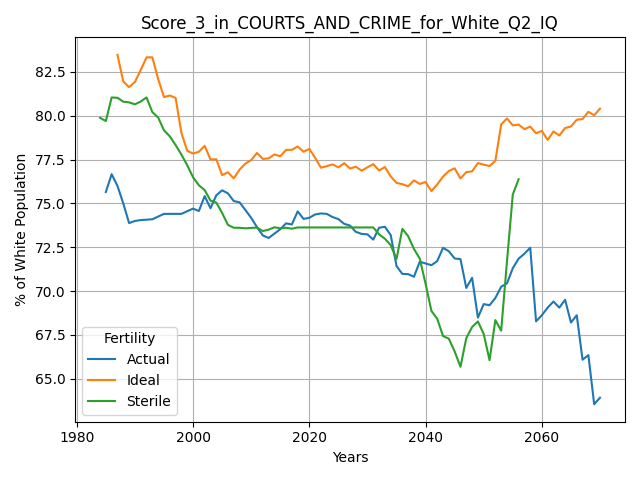 Score_3_in_COURTS_AND_CRIME_for_White_Q2_IQ
% of White Population
82.5
80.0
77.5
75.0
72.5
70.0
67.5
65.0
Fertility
Actual
Ideal
Sterile
1980 2000 2020 2040 2060
Years